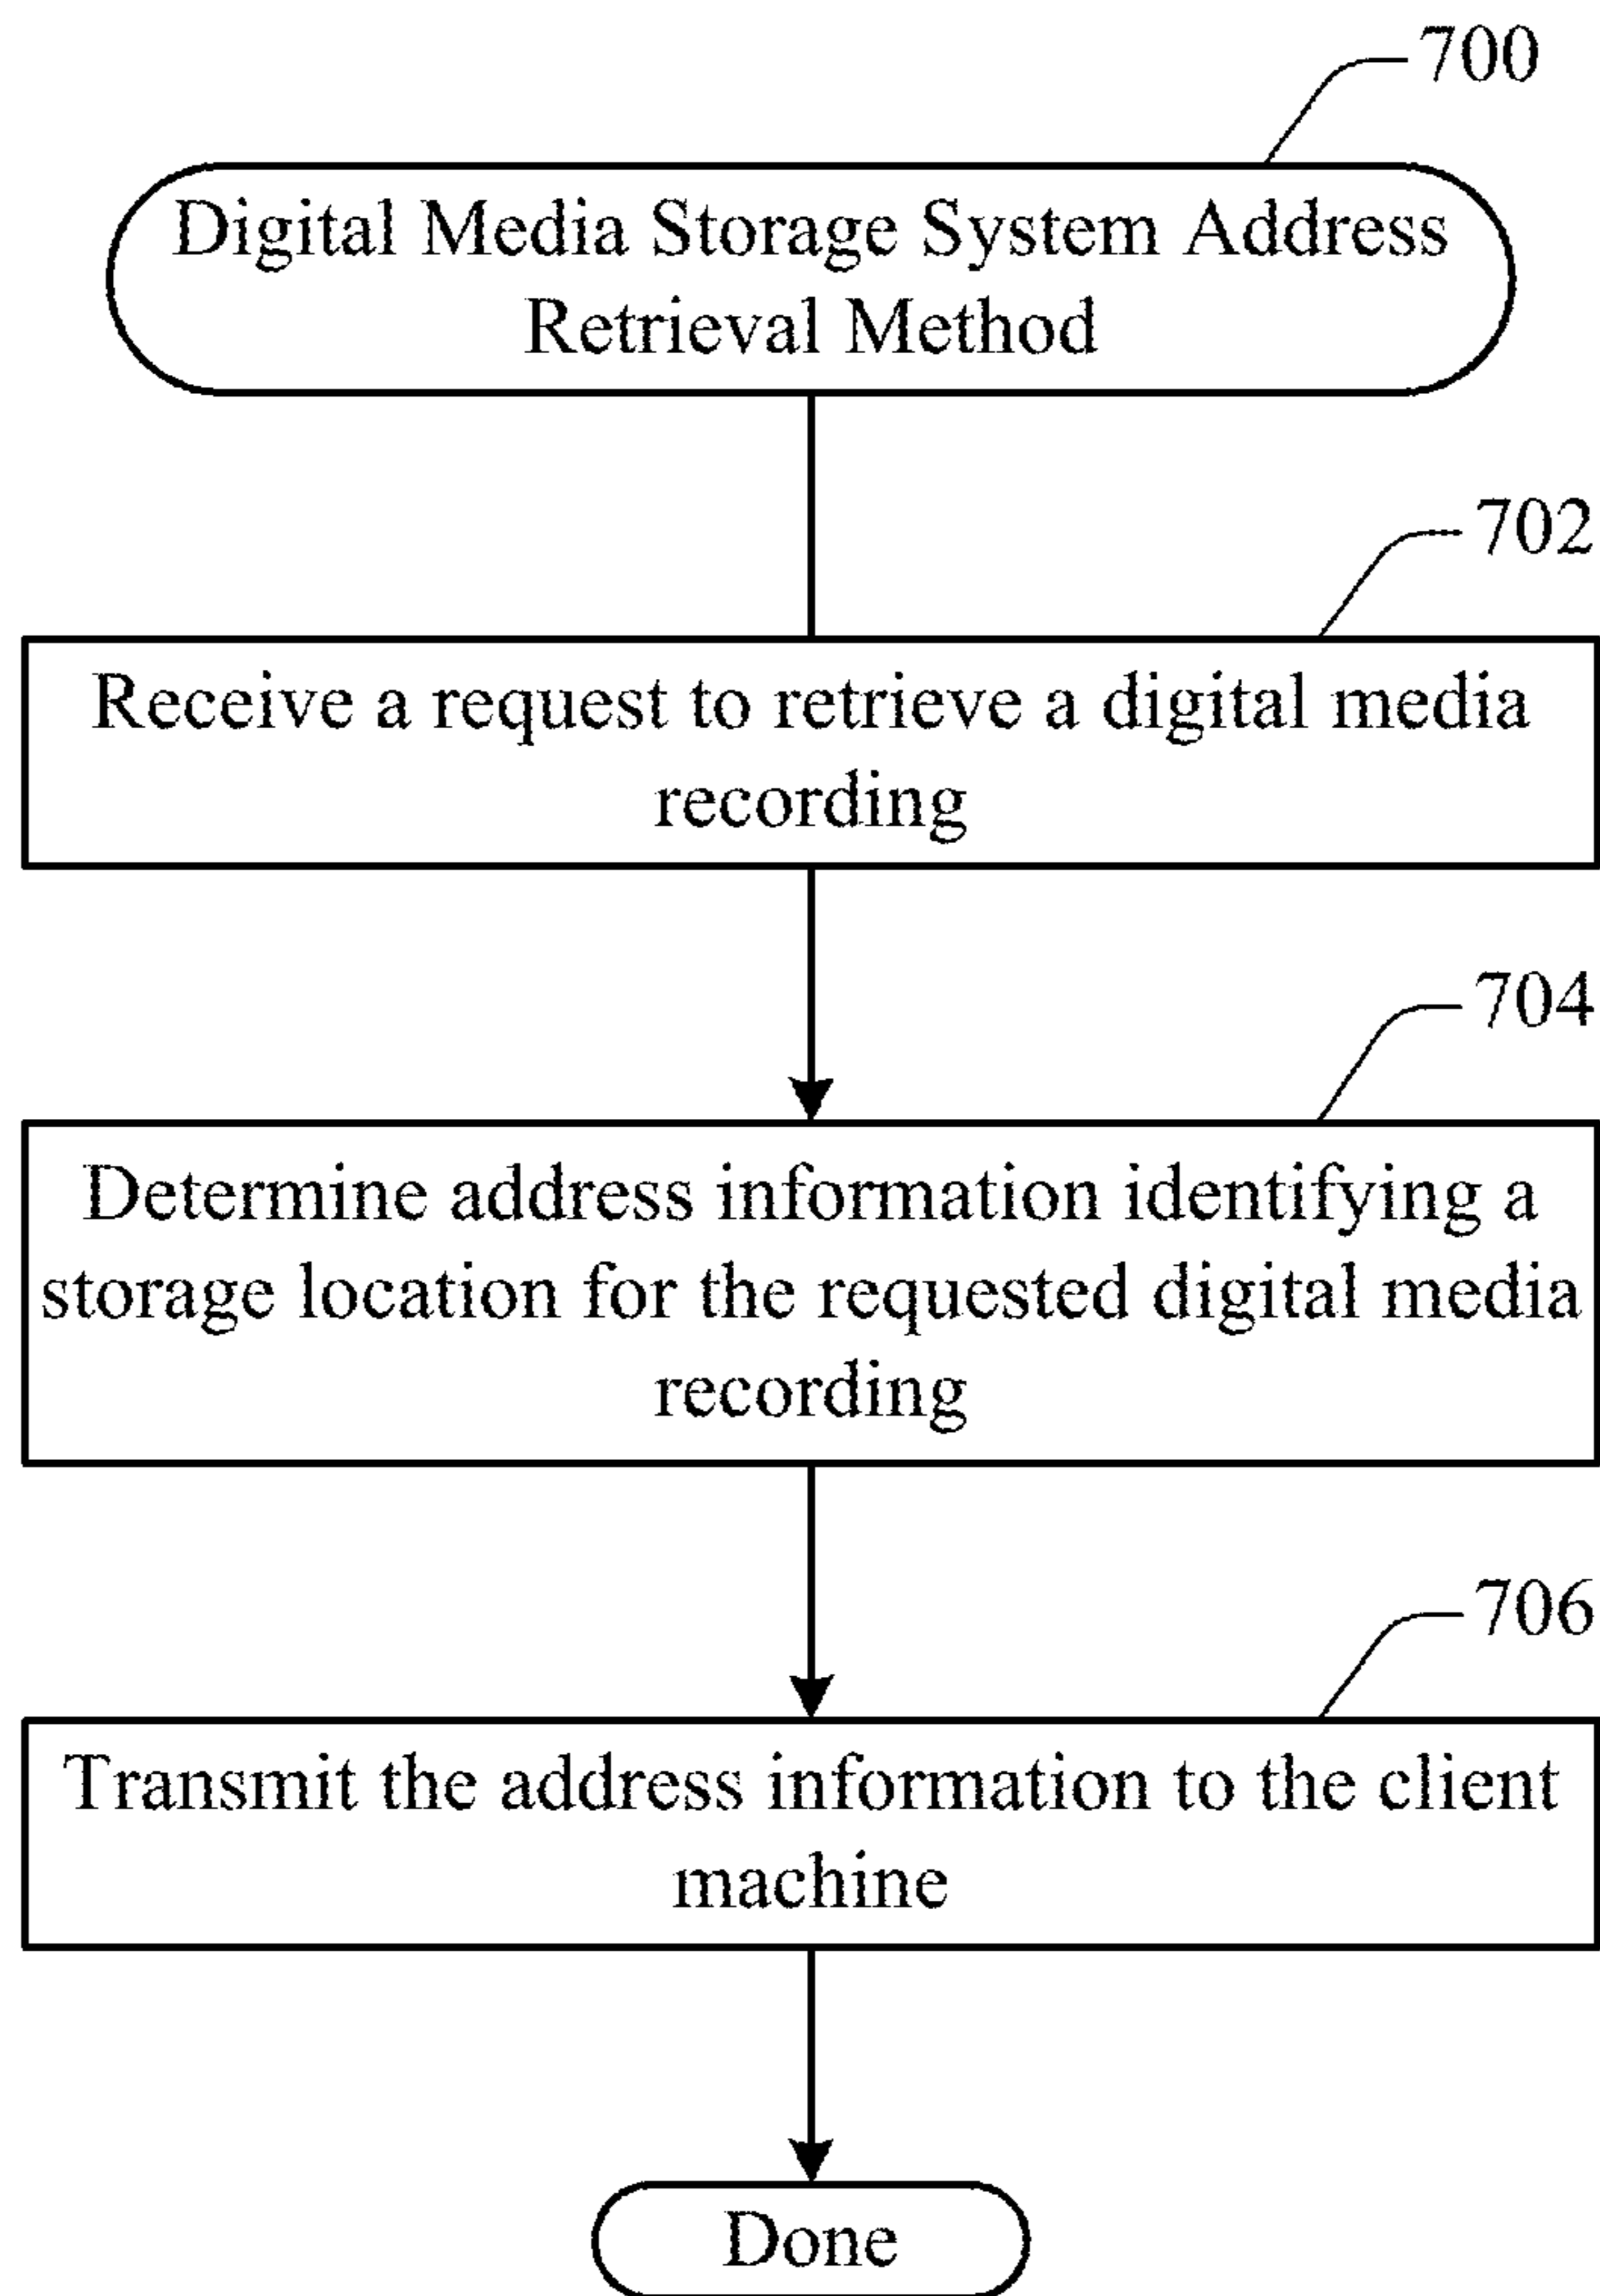 700
Digital Media Storage System Address
Retrieval Method
702
Receive a request to retrieve a digital media
recording
704
Determine address information identifying a
storage location for the requested digital media
recording
706
Transmit the address information to the client
machine
Done